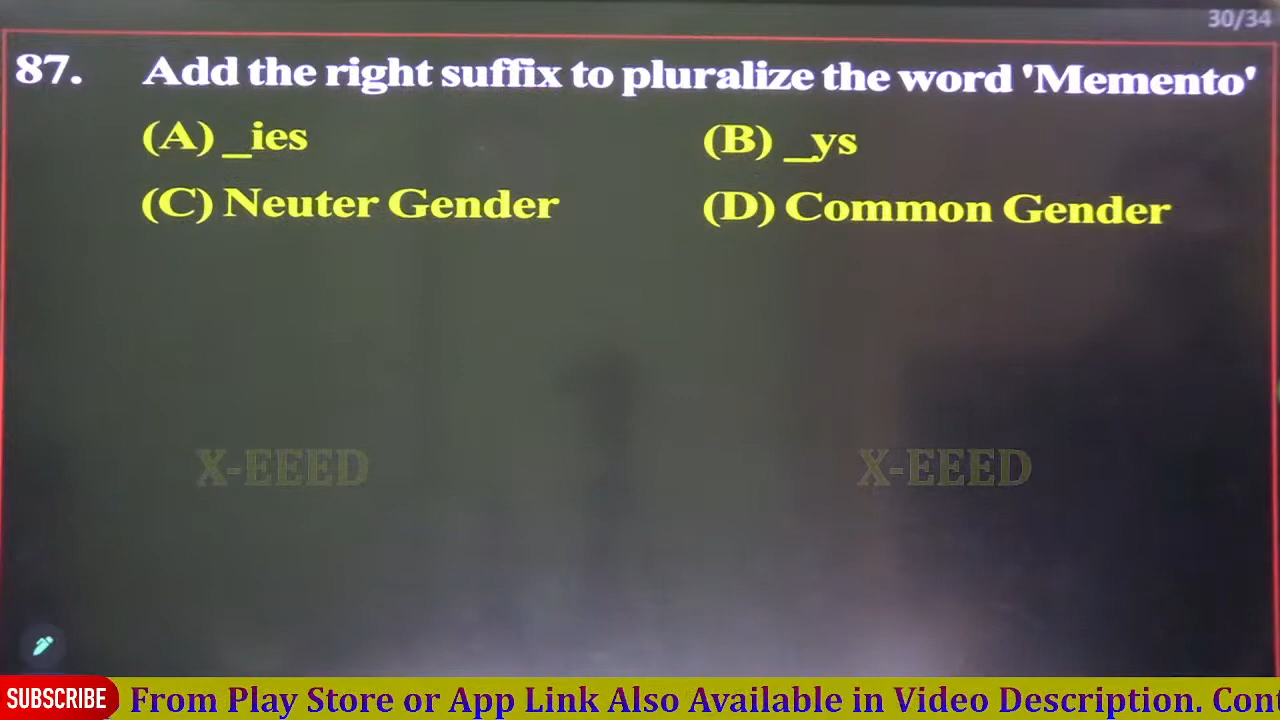 30/34
87. Add the right suffix to pluralize the word 'Memento'
(A) _ies (B) _ys
(C) Neuter Gender (D) Common Gender
X-EEED X-EEED
SUBSCRIBE From Play Store or App Link Also Available in Video Description. Con